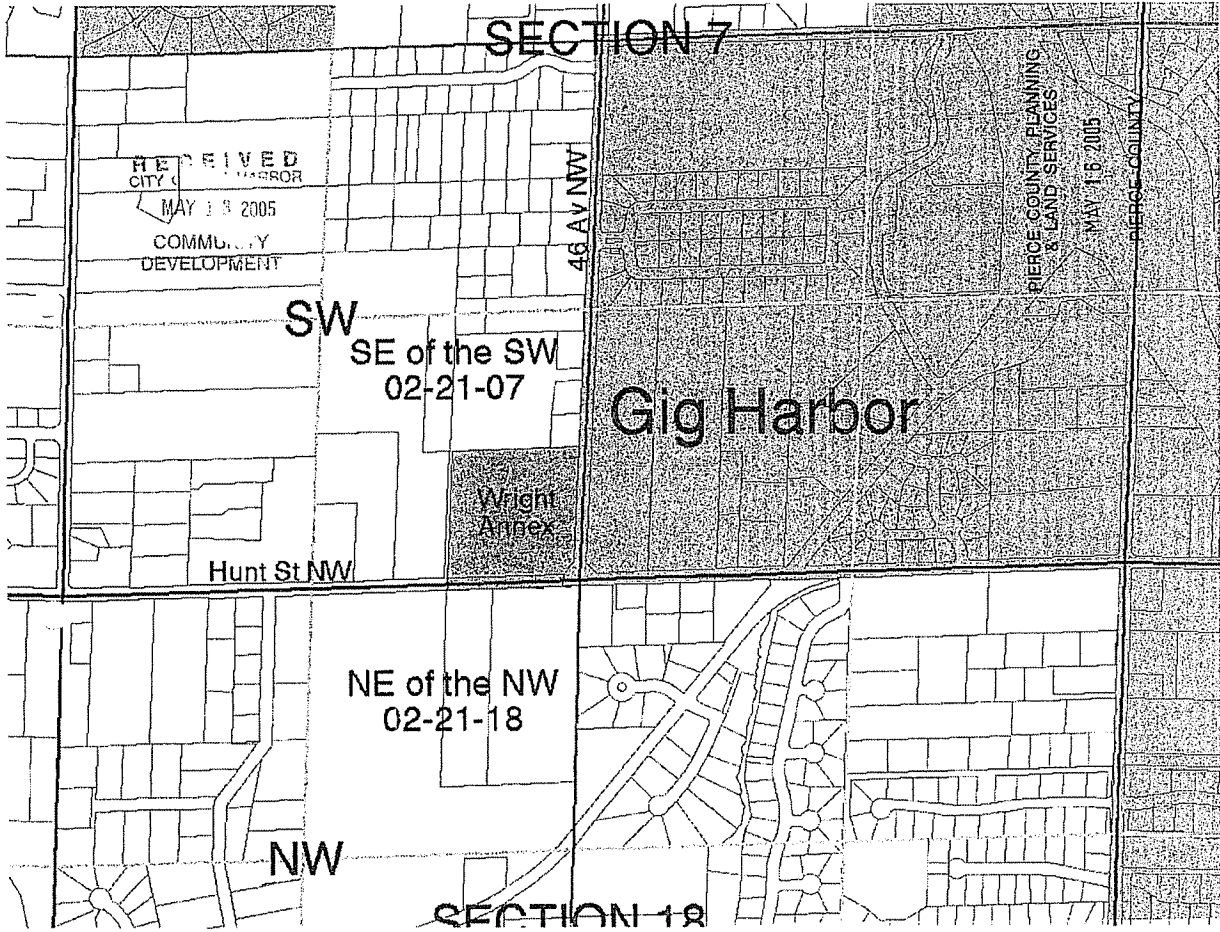 SECTION 7
RECEIVED
CITY HARBOR
MAY 13 2005
COMMUNITY
DEVELOPMENT
46 Av NW
PIERCE COUNTY PLANNING
& LAND SERVICES
MAY 16 2005
PIERCE COUNTY
SW
SE of the SW
02-21-07
Gig Harbor
Wright
Annex
Hunt St NW
NE of the NW
02-21-18
NW
SECTION 18